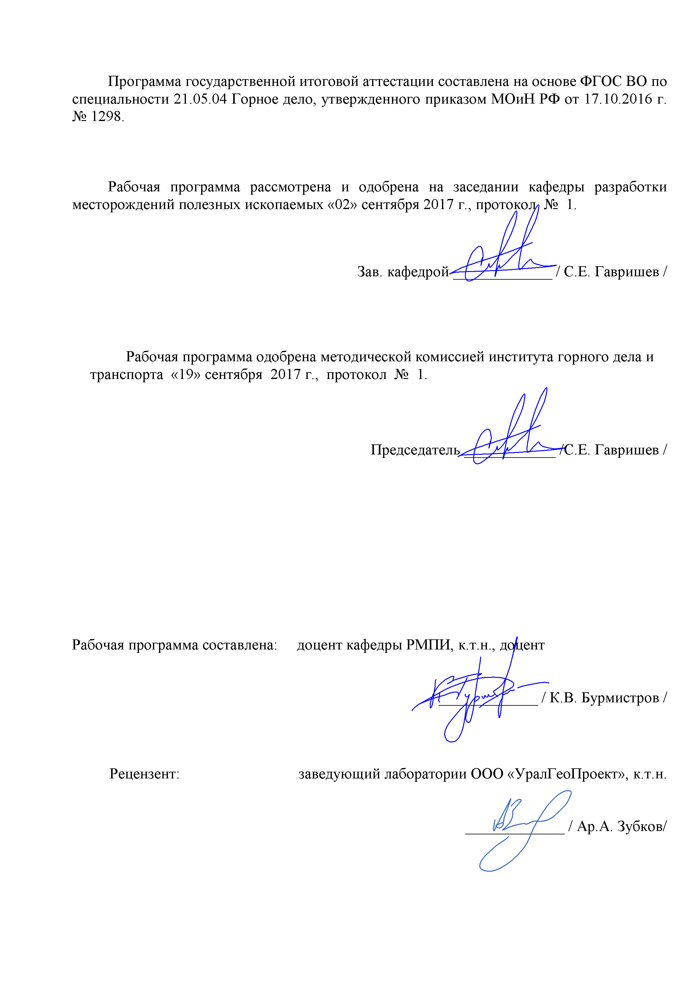 Программа государственной итоговой аттестации составлена на основе ФГОС ВО по
специальности 21.05.04 Горное дело, утвержденного приказом МОиН РФ от 17.10.2016 г.
№ 1298.
Рабочая программа рассмотрена и одобрена на заседании кафедры разработки
месторождений полезных ископаемых «02» сентября 2017 г., протокол № 1.
Зав. кафедрой _____________ / С.Е. Гавришев /
Рабочая программа одобрена методической комиссией института горного дела и
транспорта «19» сентября 2017 г., протокол № 1.
Председатель ____________ /С.Е. Гавришев /
Рабочая программа составлена: доцент кафедры РМПИ, к.т.н., доцент
_____________ / К.В. Бурмистров /
Рецензент: заведующий лаборатории ООО «УралГеоПроект», к.т.н.
_____________ / Ар.А. Зубков/